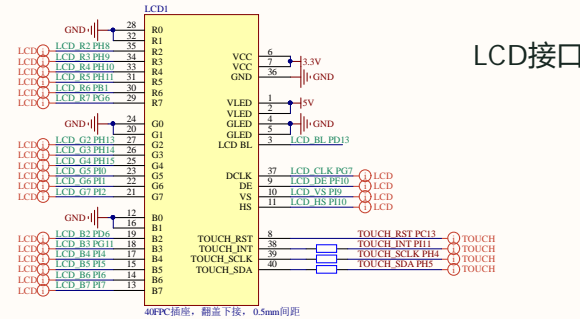 LCD1
LCD接口
GND 28 R0
32 R1
LCD LCD_R2 PH8 35 R2
LCD LCD_R3 PH9 34 R3
LCD LCD_R4 PH10 33 R4
LCD LCD_R5 PH11 31 R5
LCD LCD_R6 PB1 30 R6
LCD LCD_R7 PG6 29 R7
GND 24 G0
20 G1
LCD LCD_G2 PH13 27 G2
LCD LCD_G3 PH14 26 G3
LCD LCD_G4 PH15 25 G4
LCD LCD_G5 PI0 23 G5
LCD LCD_G6 PI1 22 G6
LCD LCD_G7 PI2 21 G7
GND 12 B0
16 B1
LCD LCD_B2 PD6 19 B2
LCD LCD_B3 PG11 18 B3
LCD LCD_B4 PI4 17 B4
LCD LCD_B5 PI5 15 B5
LCD LCD_B6 PI6 14 B6
LCD LCD_B7 PI7 13 B7
VCC 6
VCC 7 3.3V
GND 36 GND
VLED 1 5V
VLED 2
GLED 4 GND
GLED 5
LCD BL 3 LCD_BL PD13
DCLK 37 LCD_CLK PG7 LCD
DE 9 LCD_DE PF10 LCD
VS 10 LCD_VS PI9 LCD
HS 11 LCD_HS PI10 LCD
TOUCH_RST 8 TOUCH_RST PC13 TOUCH
TOUCH_INT 38 TOUCH_INT PI11 TOUCH
TOUCH_SCLK 39 TOUCH_SCLK PH4 TOUCH
TOUCH_SDA 40 TOUCH_SDA PH5 TOUCH
40FPC插座，翻盖下接，0.5mm间距